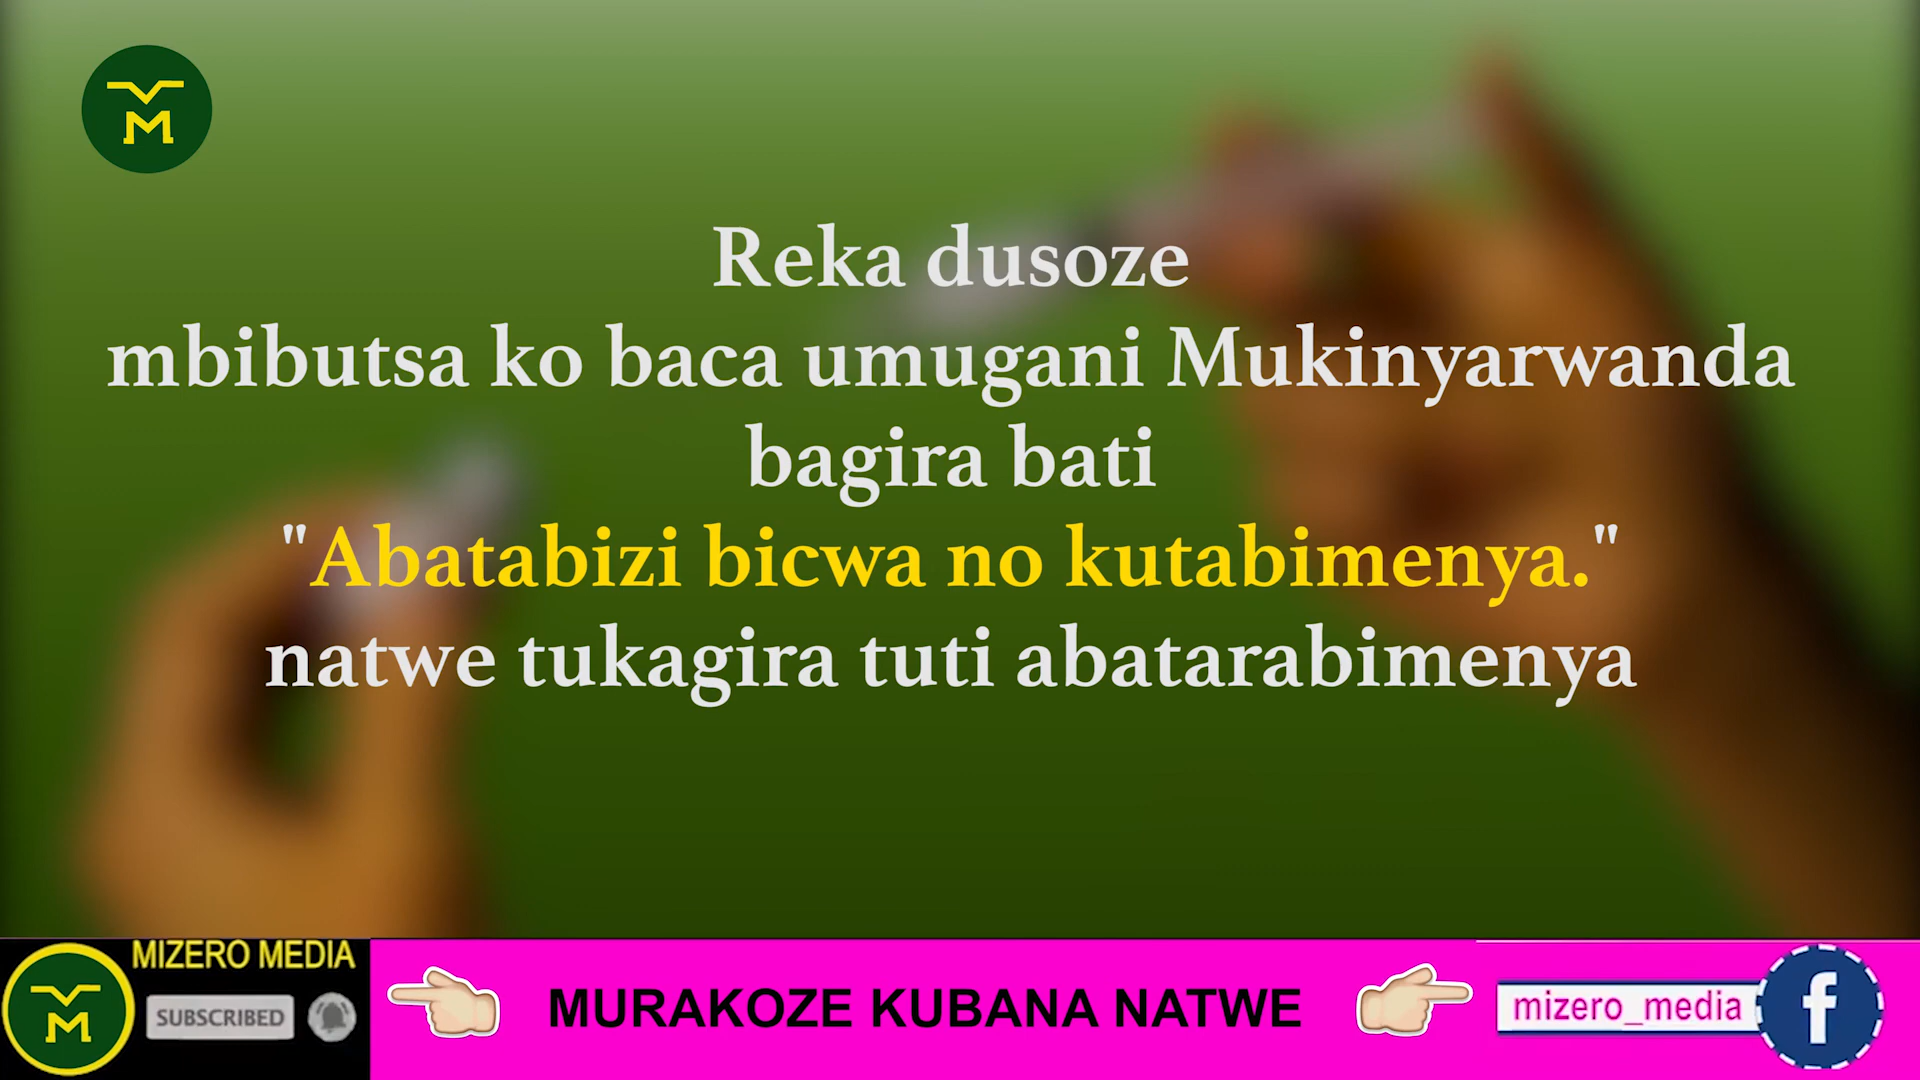 Reka dusoze
mbibutsa ko baca umugani Mukinyarwanda
bagira bati
"Abatabizi bicwa no kutabimenya."
natwe tukagira tuti abatarabimenya
MIZERO MEDIA
SUBSCRIBED
MURAKOZE KUBANA NATWE
mizero_media